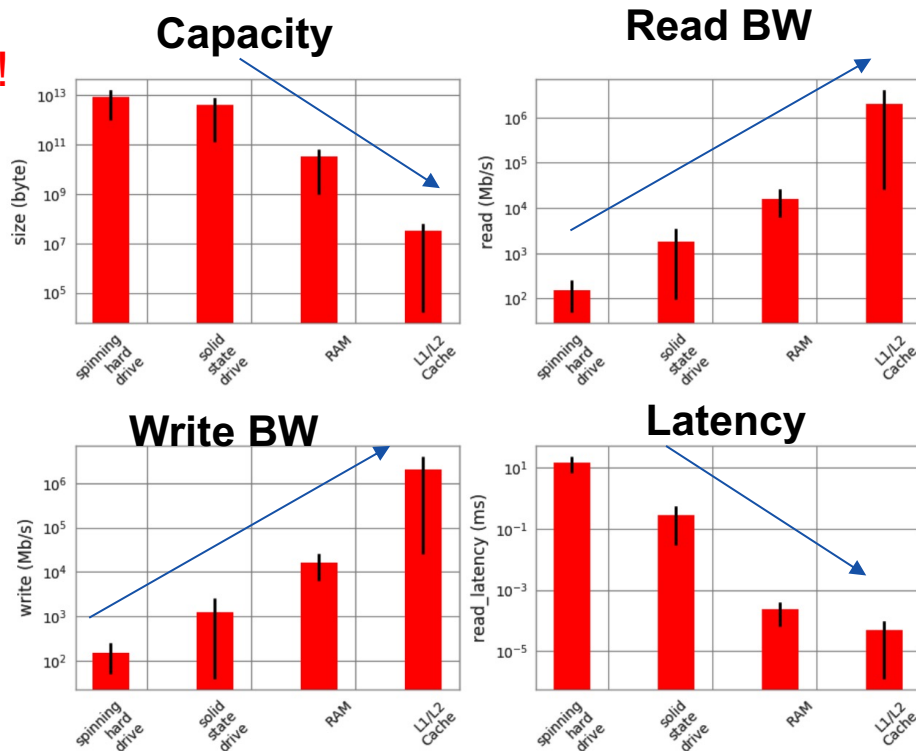 !
Capacity
size (byte)
10^13
10^11
10^9
10^7
10^5
spinning
hard
drive
solid
state
drive
RAM
L1/L2
Cache
Read BW
read (Mb/s)
10^6
10^5
10^4
10^3
10^2
spinning
hard
drive
solid
state
drive
RAM
L1/L2
Cache
Write BW
write (Mb/s)
10^6
10^5
10^4
10^3
10^2
spinning
hard
drive
solid
state
drive
RAM
L1/L2
Cache
Latency
read_latency (ms)
10^1
10^−1
10^−3
10^−5
spinning
hard
drive
solid
state
drive
RAM
L1/L2
Cache